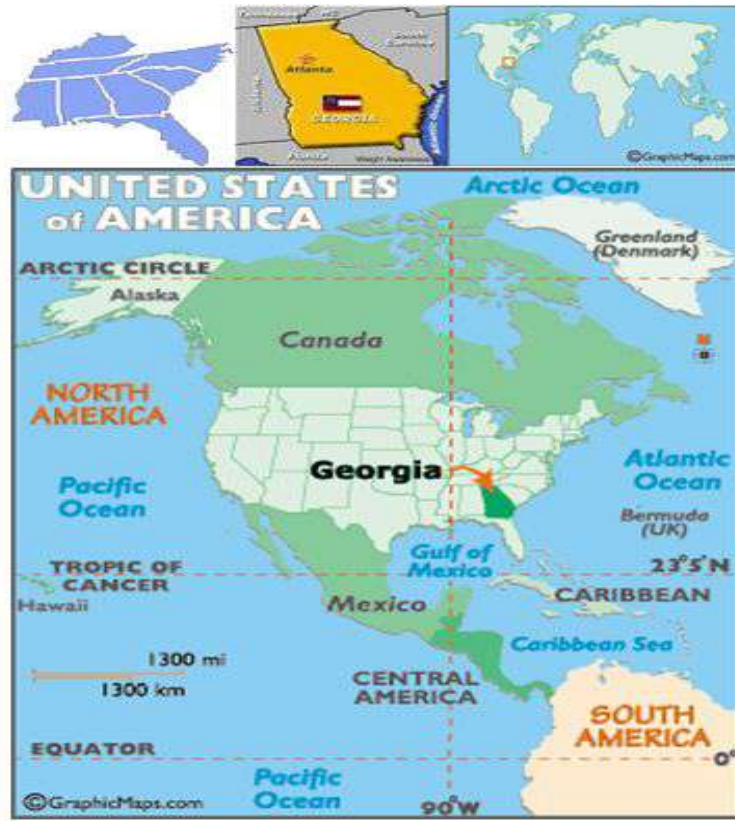 Atlanta
GEORGIA
©GraphicMaps.com
UNITED STATES
of AMERICA
Arctic Ocean
Greenland
(Denmark)
ARCTIC CIRCLE
Alaska
Canada
NORTH
AMERICA
Georgia
Atlantic
Ocean
Pacific
Ocean
Bermuda
(UK)
Gulf of
Mexico
23°5'N
TROPIC OF
CANCER
Hawaii
Mexico
CARIBBEAN
Caribbean Sea
1300 mi
1300 km
CENTRAL
AMERICA
SOUTH
AMERICA
EQUATOR
0°
Pacific
Ocean
©GraphicMaps.com
90°W